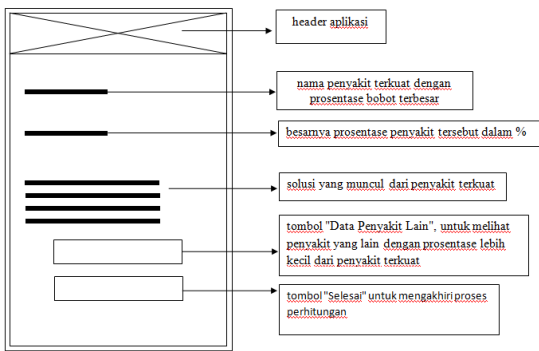 header aplikasi
nama penyakit terkuat dengan
prosentase bobot terbesar
besarnya prosentase penyakit tersebut dalam %
solusi yang muncul dari penyakit terkuat
tombol "Data Penyakit Lain", untuk melihat
penyakit yang lain dengan prosentase lebih
kecil dari penyakit terkuat
tombol "Selesai" untuk mengakhiri proses
perhitungan